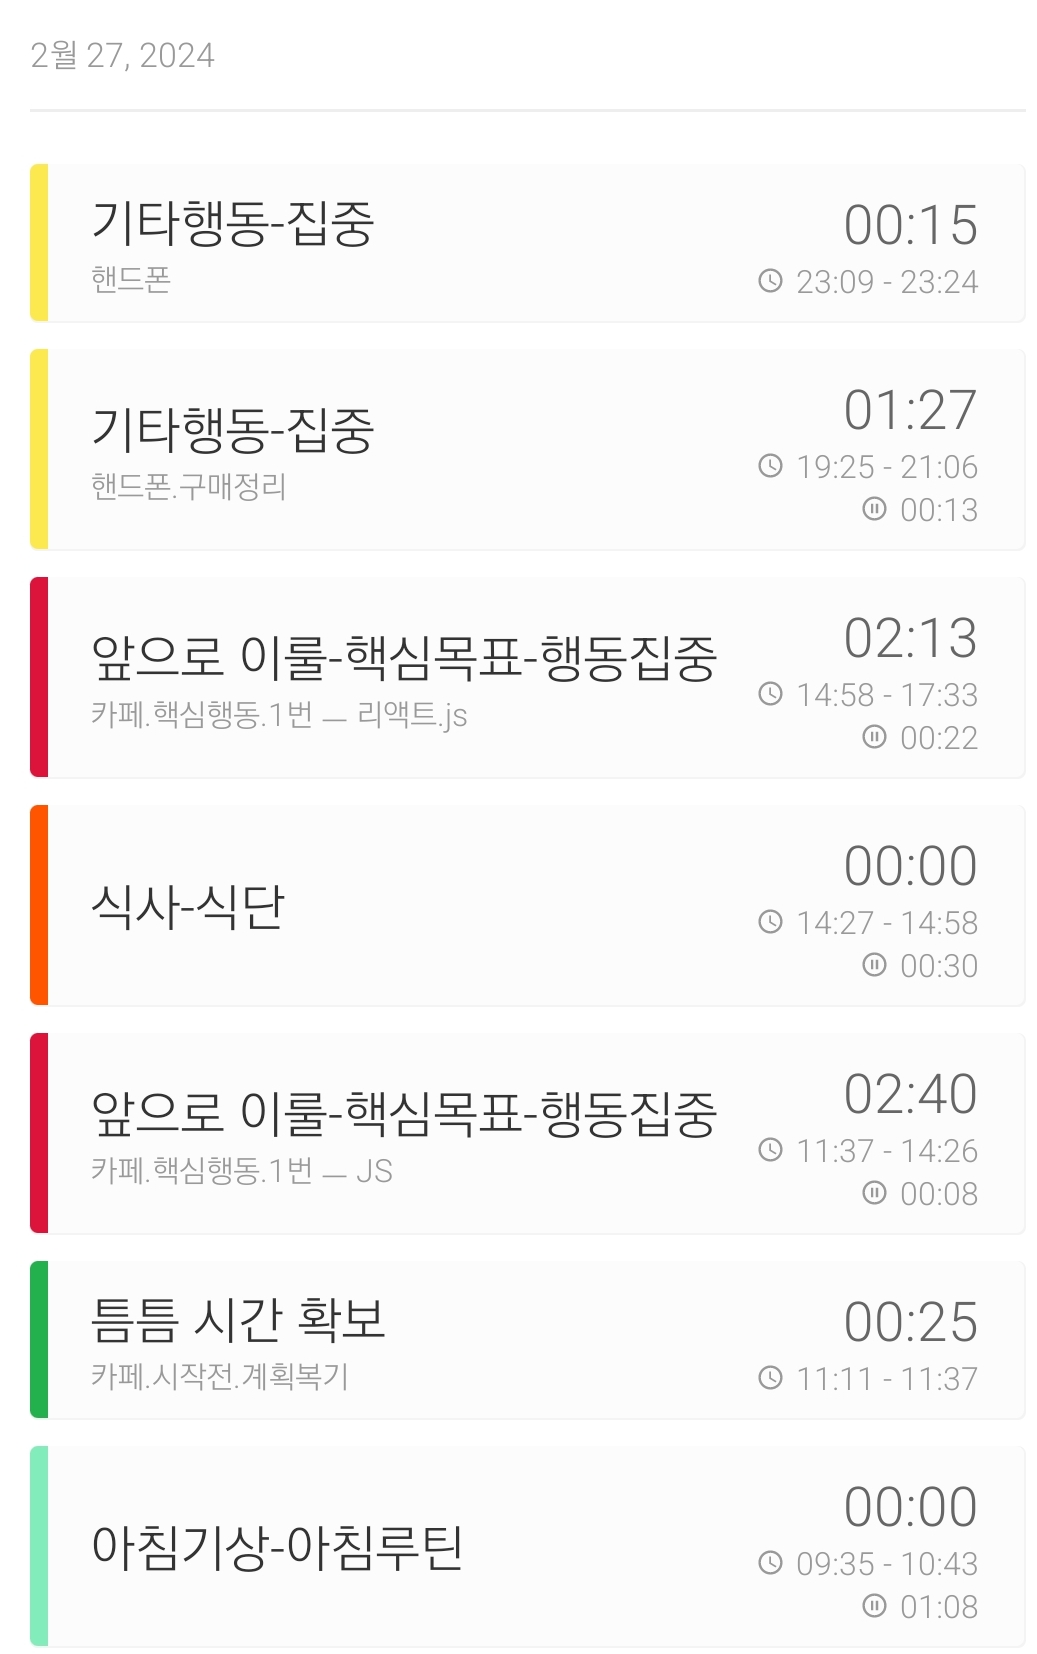 2월 27, 2024
기타행동-집중
핸드폰
00:15
23:09 - 23:24
기타행동-집중
핸드폰.구매정리
01:27
19:25 - 21:06
00:13
앞으로 이룰-핵심목표-행동집중
카페.핵심행동.1번 — 리액트.js
02:13
14:58 - 17:33
00:22
식사-식단
00:00
14:27 - 14:58
00:30
앞으로 이룰-핵심목표-행동집중
카페.핵심행동.1번 — JS
02:40
11:37 - 14:26
00:08
틈틈 시간 확보
카페.시작전.계획복기
00:25
11:11 - 11:37
아침기상-아침루틴
00:00
09:35 - 10:43
01:08